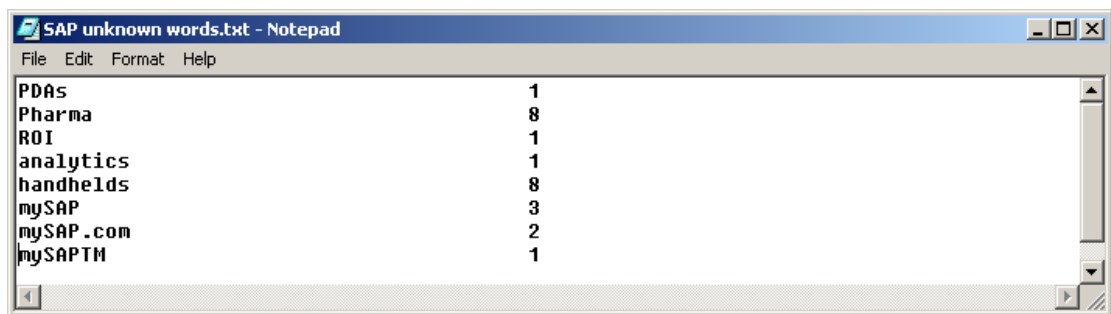 SAP unknown words.txt - Notepad
File Edit Format Help
PDAs 1
Pharma 8
ROI 1
analytics 1
handhelds 8
mySAP 3
mySAP.com 2
mySAPTM 1